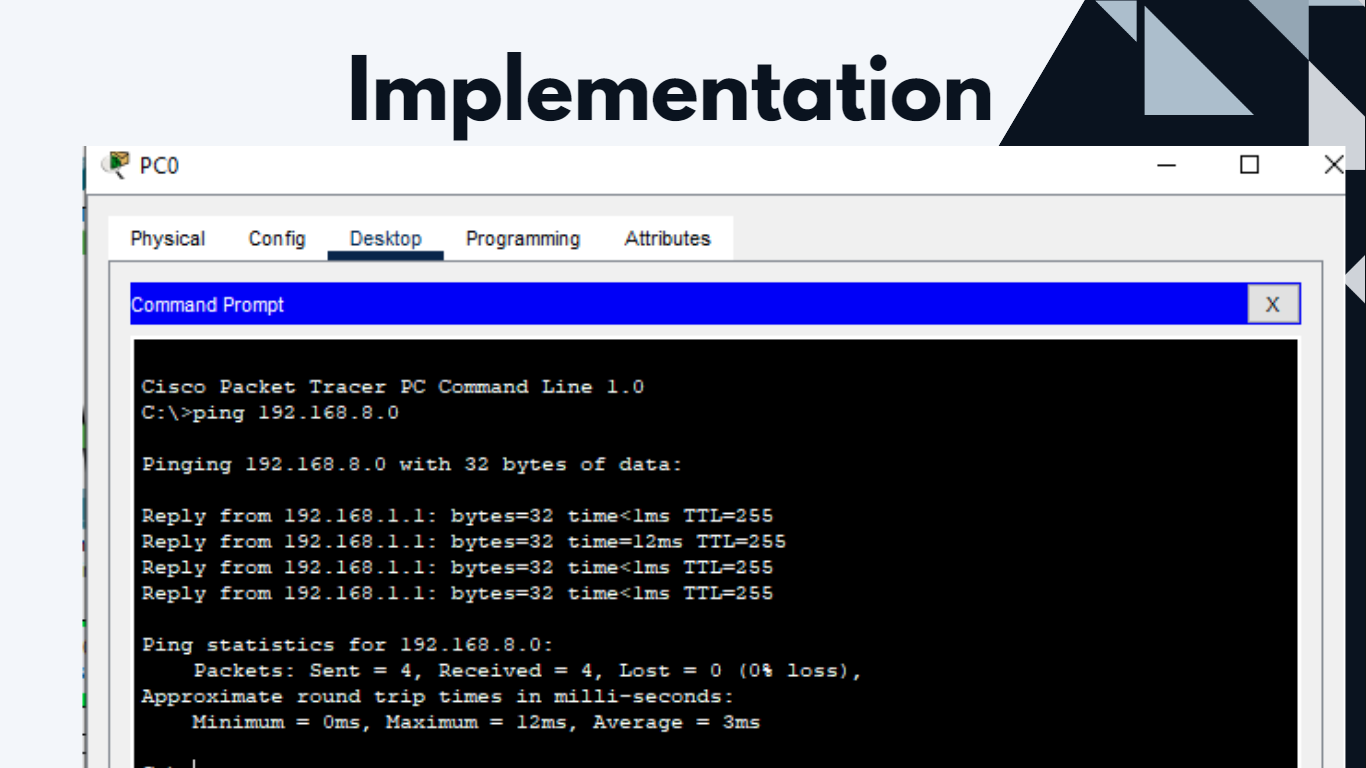 Implementation
PC0
Physical Config Desktop Programming Attributes
Command Prompt X
Cisco Packet Tracer PC Command Line 1.0
C:\>ping 192.168.8.0
Pinging 192.168.8.0 with 32 bytes of data:
Reply from 192.168.1.1: bytes=32 time<1ms TTL=255
Reply from 192.168.1.1: bytes=32 time=12ms TTL=255
Reply from 192.168.1.1: bytes=32 time<1ms TTL=255
Reply from 192.168.1.1: bytes=32 time<1ms TTL=255
Ping statistics for 192.168.8.0:
Packets: Sent = 4, Received = 4, Lost = 0 (0% loss),
Approximate round trip times in milli-seconds:
Minimum = 0ms, Maximum = 12ms, Average = 3ms